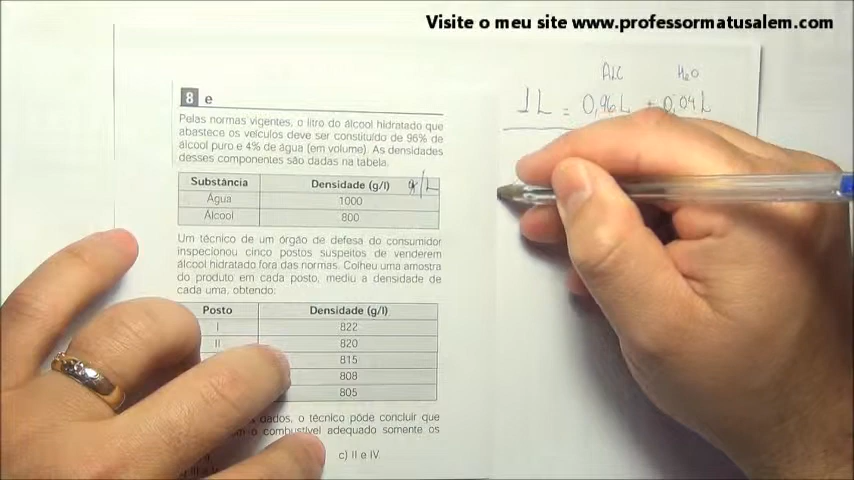 Visite o meu site www.professormatusalem.com
8 e
Pelas normas vigentes, o litro do álcool hidratado que
abastece os veículos deve ser constituído de 96% de
álcool puro e 4% de água (em volume). As densidades
desses componentes são dadas na tabela.
Substância Densidade (g/l) g/L
Água 1000
Álcool 800
Um técnico de um órgão de defesa do consumidor
inspecionou cinco postos suspeitos de venderem
álcool hidratado fora das normas. Colheu uma amostra
do produto em cada posto, mediu a densidade de
cada uma, obtendo:
Posto Densidade (g/l)
I 822
II 820
815
808
805
dados, o técnico pôde concluir que
combustível adequado somente os
c) II e IV.
Alc H2O
1L = 0,96L + 0,04L